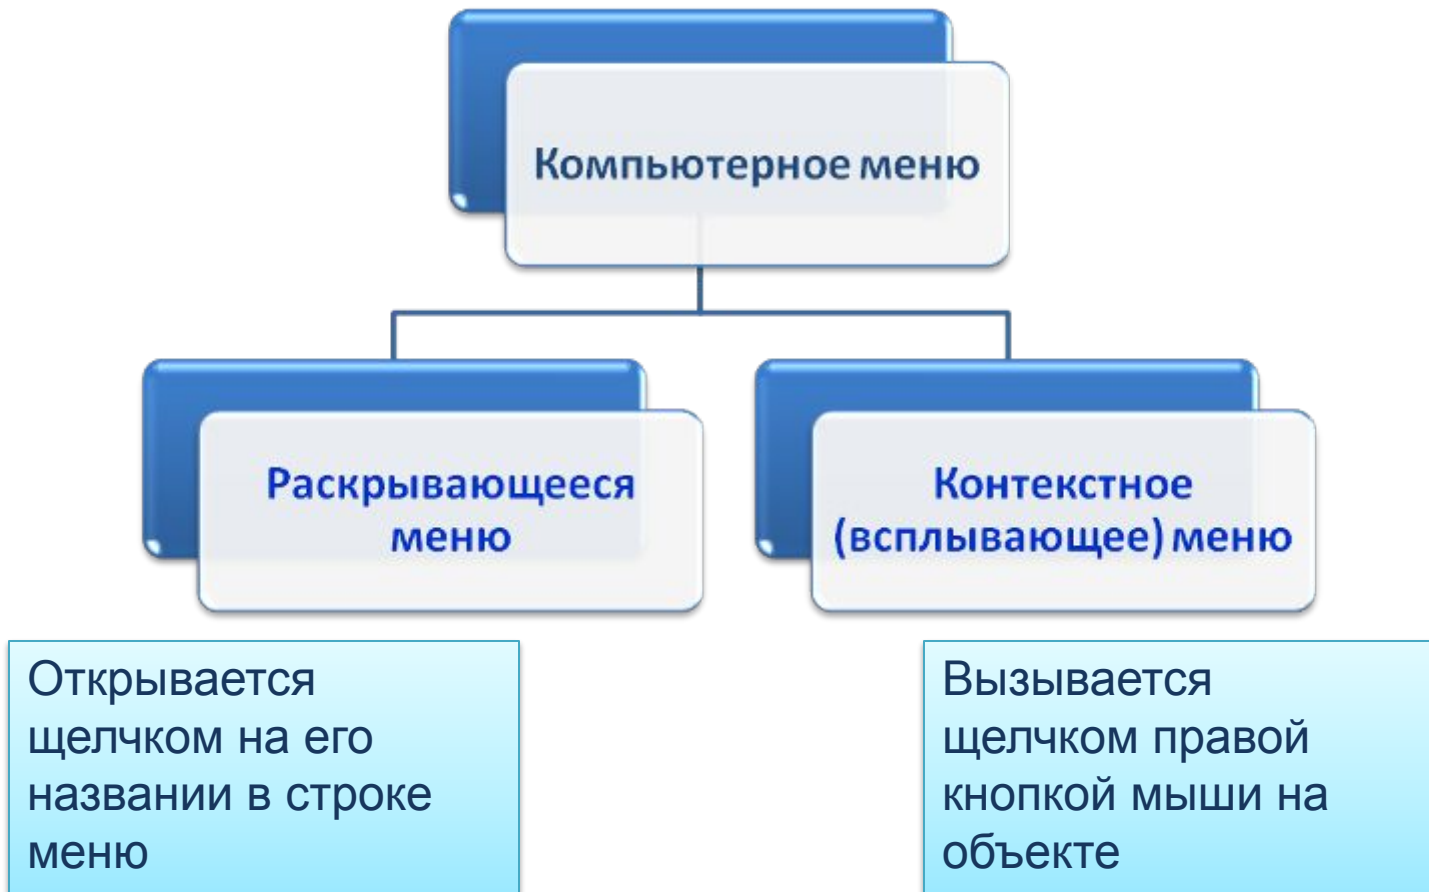 Компьютерное меню
Раскрывающееся
меню
Контекстное
(всплывающее) меню
Открывается
щелчком на его
названии в строке
меню
Вызывается
щелчком правой
кнопкой мыши на
объекте